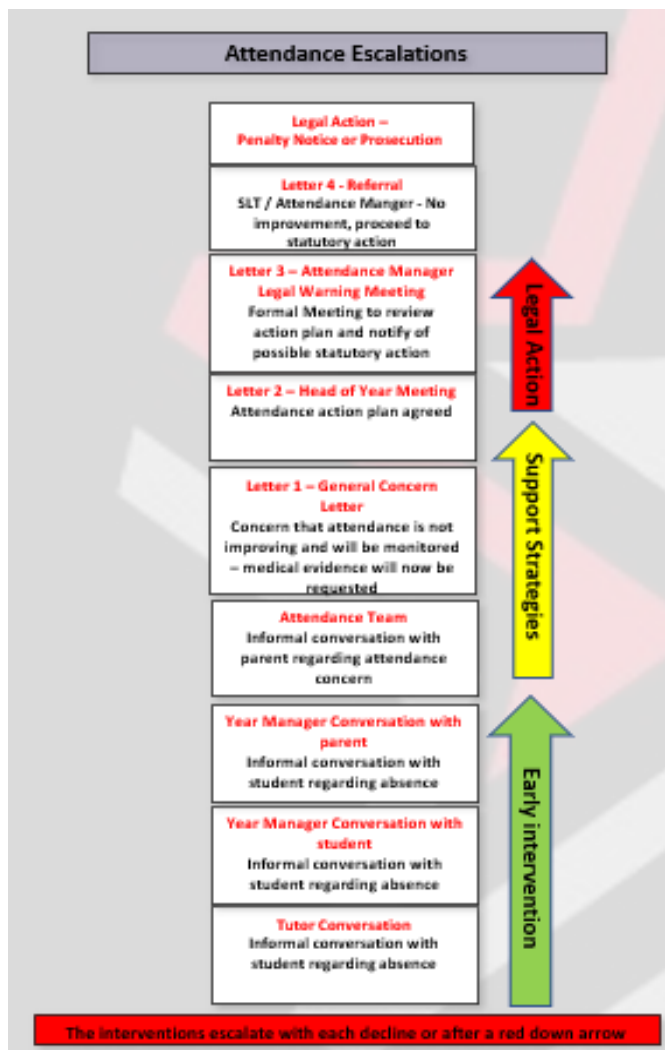 Attendance Escalations
Legal Action –
Penalty Notice or Prosecution
Letter 4 - Referral
SLT / Attendance Manger - No
improvement, proceed to
statutory action
Letter 3 – Attendance Manager
Legal Warning Meeting
Formal Meeting to review
action plan and notify of
possible statutory action
Letter 2 – Head of Year Meeting
Attendance action plan agreed
Legal Action
Letter 1 – General Concern
Letter
Concern that attendance is not
improving and will be monitored
– medical evidence will now be
requested
Attendance Team
Informal conversation with
parent regarding attendance
concern
Support Strategies
Year Manager Conversation with
parent
Informal conversation with
student regarding absence
Year Manager Conversation with
student
Informal conversation with
student regarding absence
Tutor Conversation
Informal conversation with
student regarding absence
Early intervention
The interventions escalate with each decline or after a red down arrow